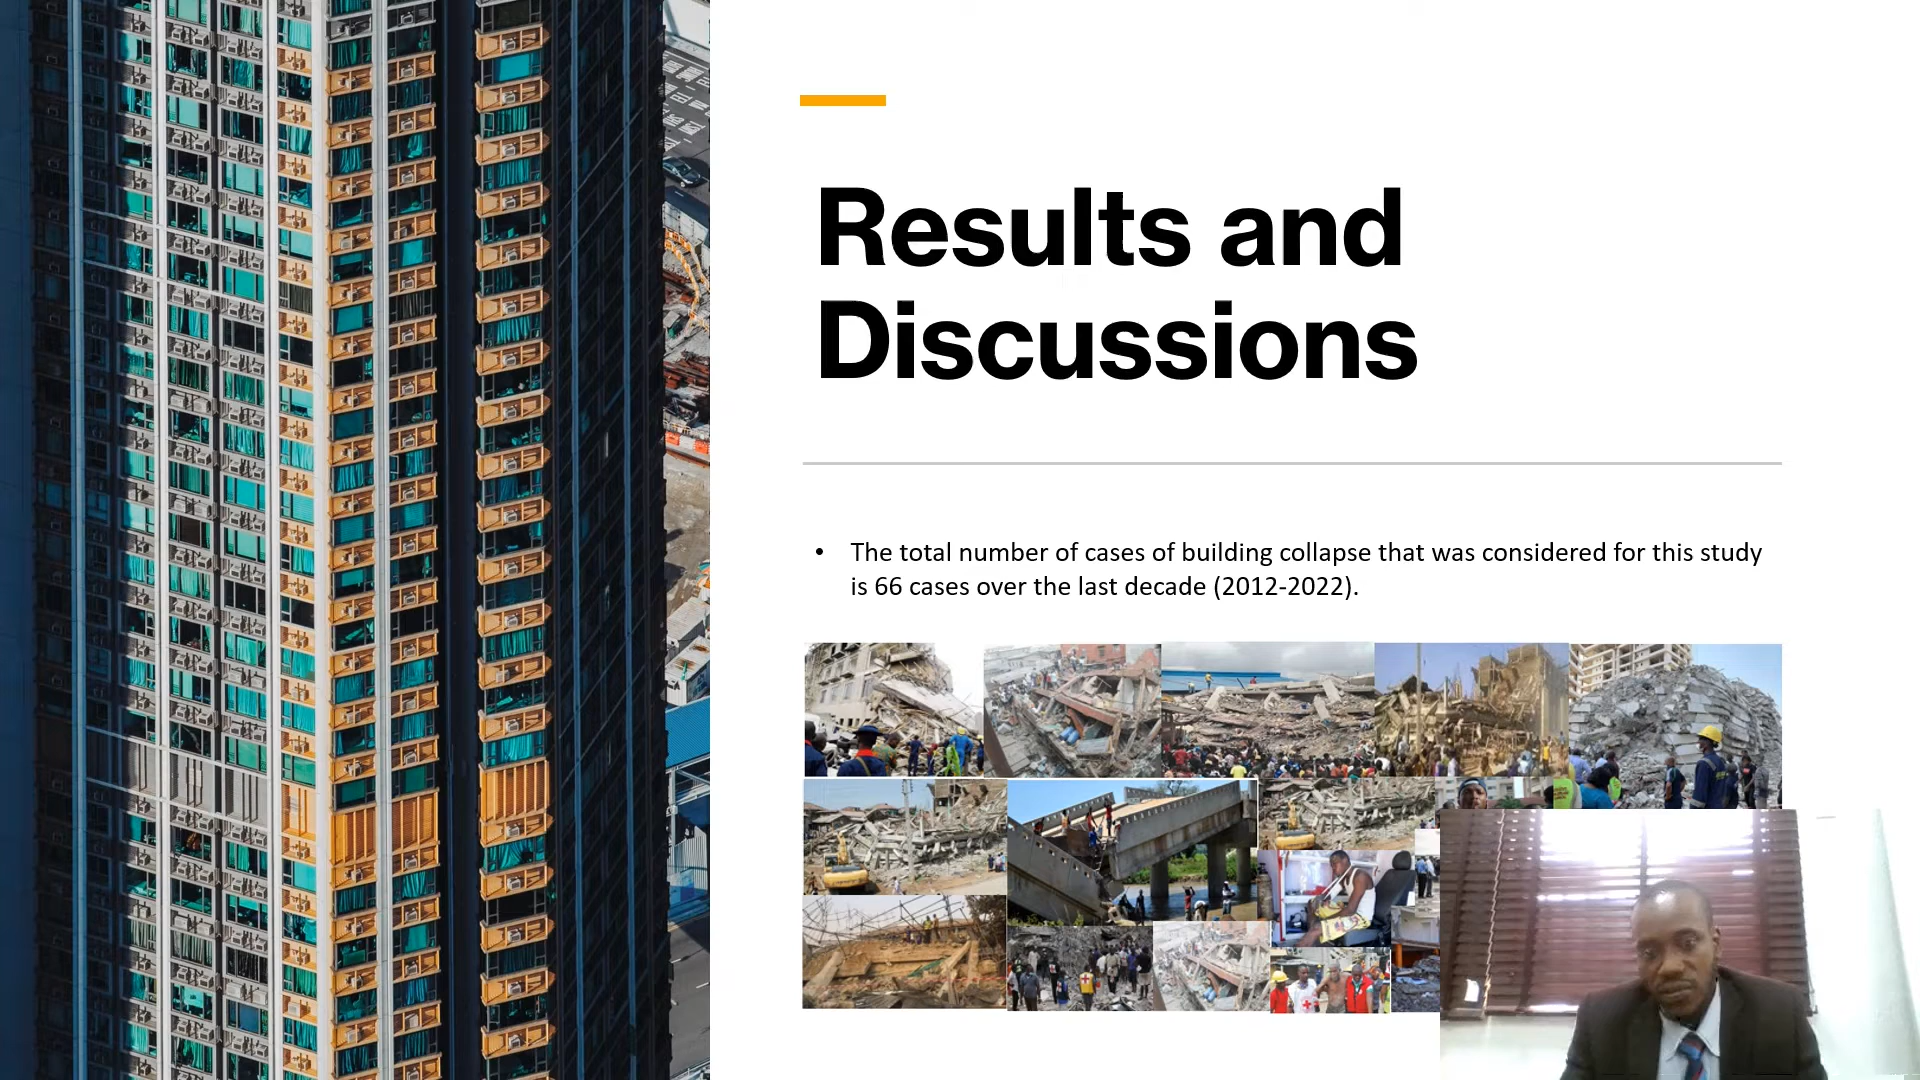 Results and
Discussions
• The total number of cases of building collapse that was considered for this study
is 66 cases over the last decade (2012-2022).